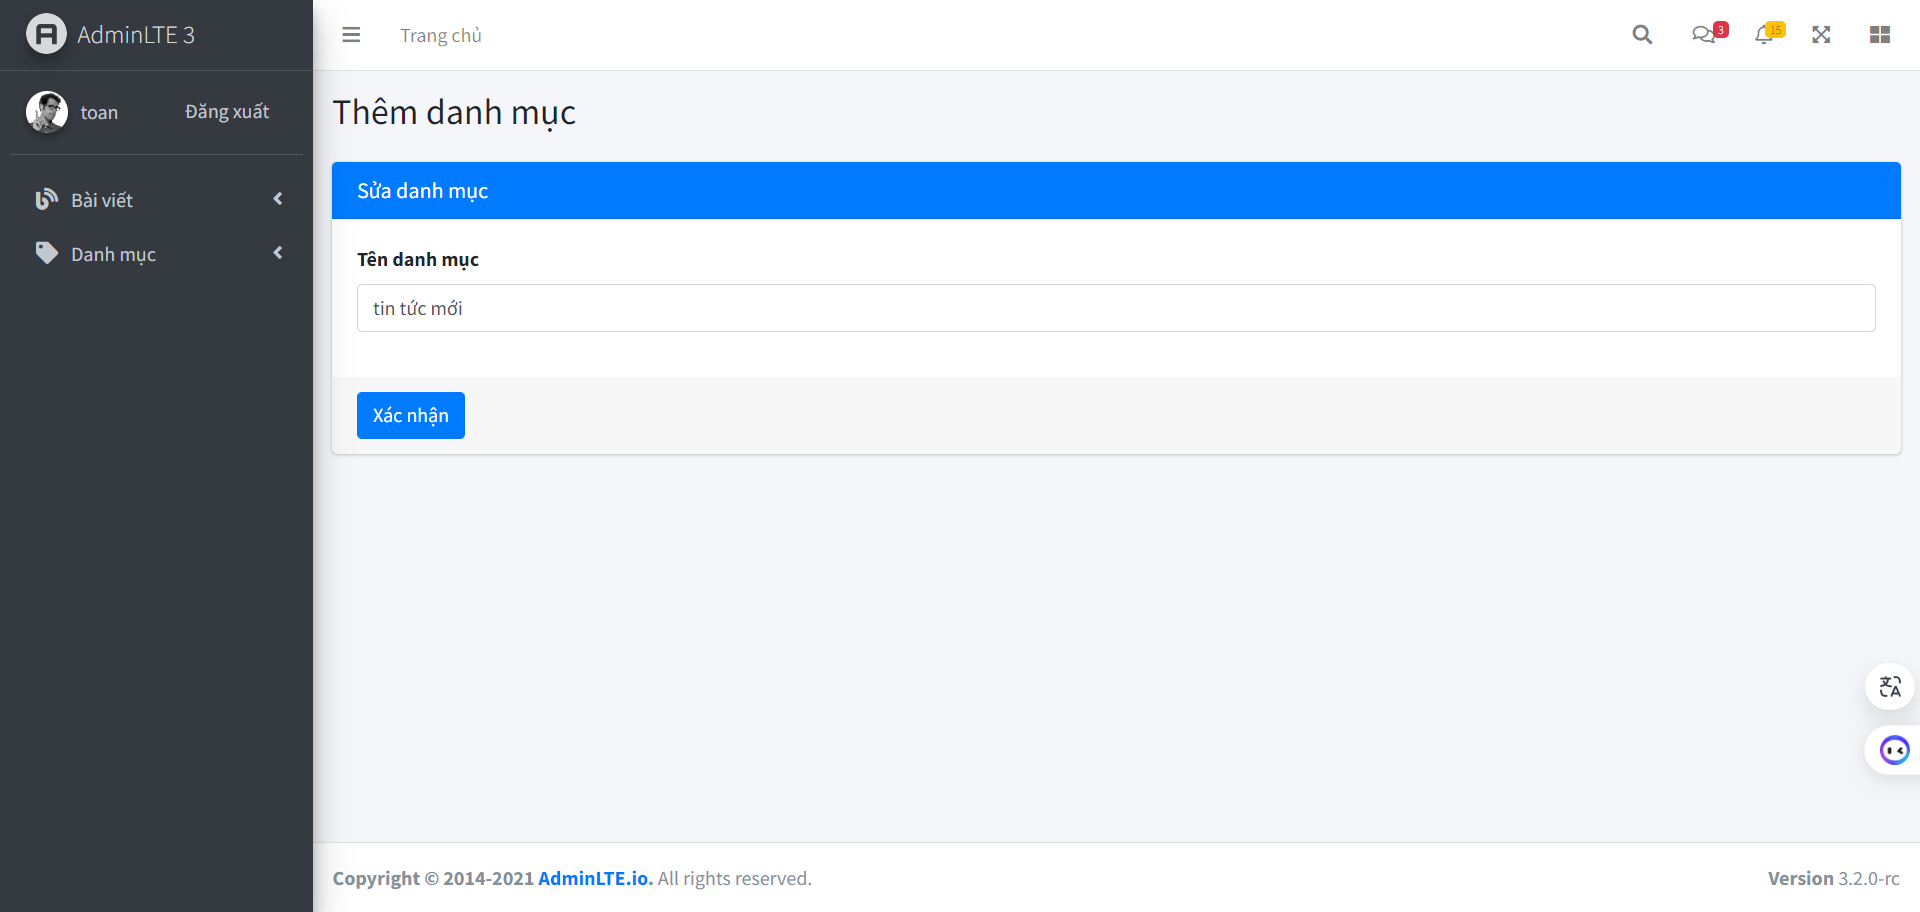 AdminLTE 3
Trang chủ
3
15
toan
Đăng xuất
Bài viết
Danh mục
Thêm danh mục
Sửa danh mục
Tên danh mục
tin tức mới
Xác nhận
Copyright © 2014-2021 AdminLTE.io. All rights reserved.
Version 3.2.0-rc